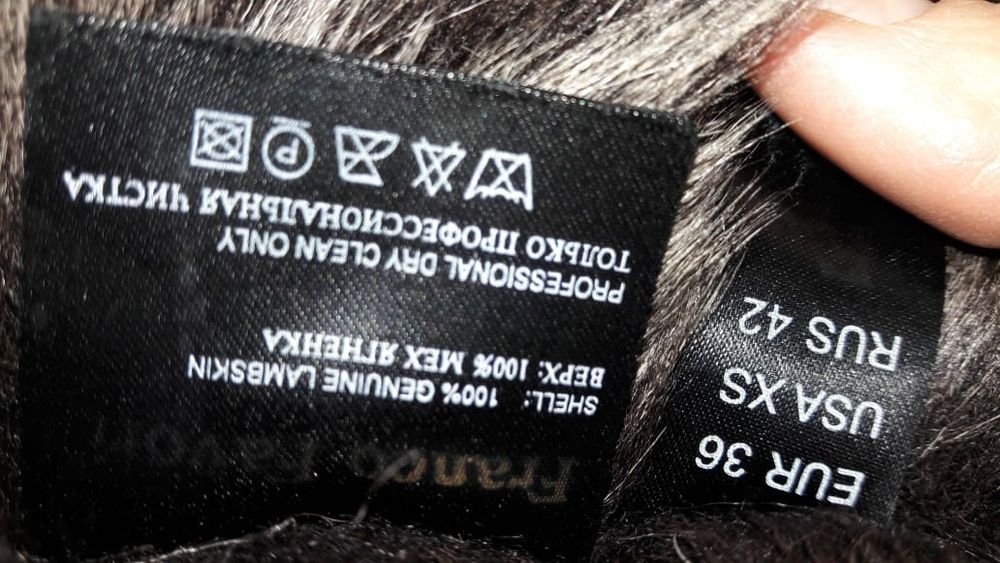 SHELL: 100% GENUINE LAMBSKIN
ВЕРХ: 100% МЕХ ЯГНЕНКА
PROFESSIONAL DRY CLEAN ONLY
ТОЛЬКО ПРОФЕССИОНАЛЬНАЯ ЧИСТКА
P
EUR 36
USA XS
RUS 42